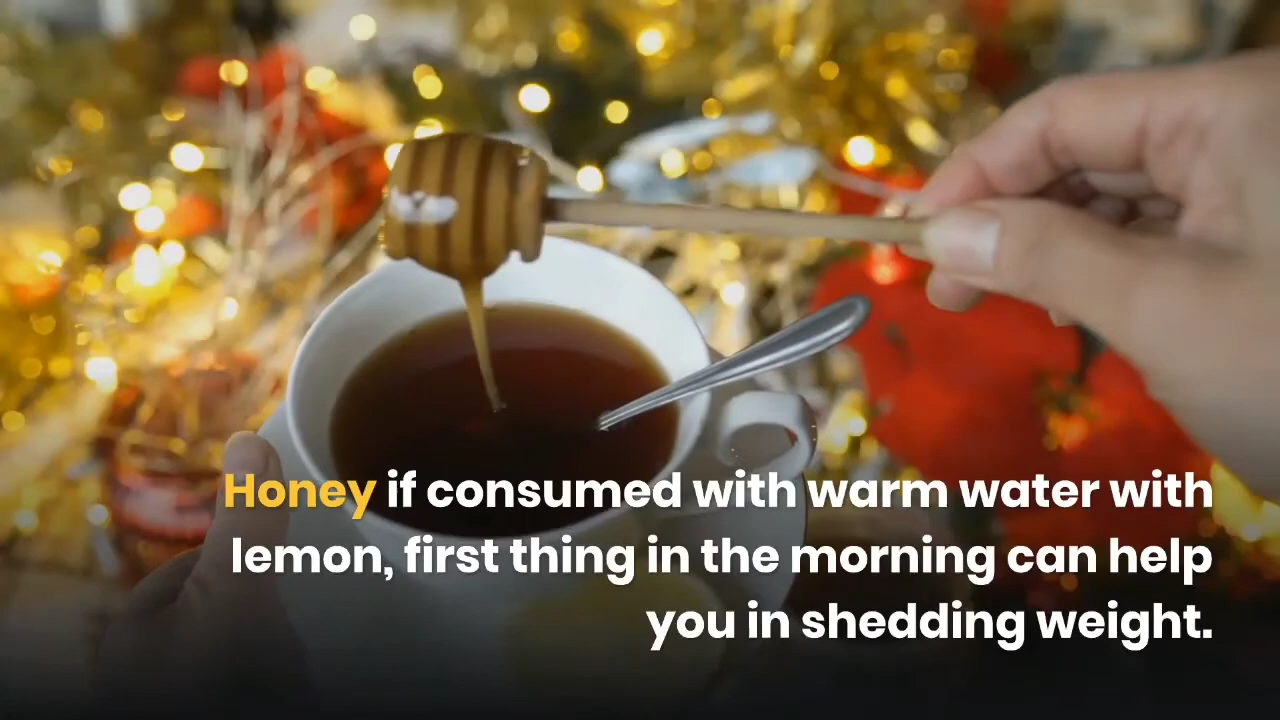 Honey if consumed with warm water with
lemon, first thing in the morning can help
you in shedding weight.